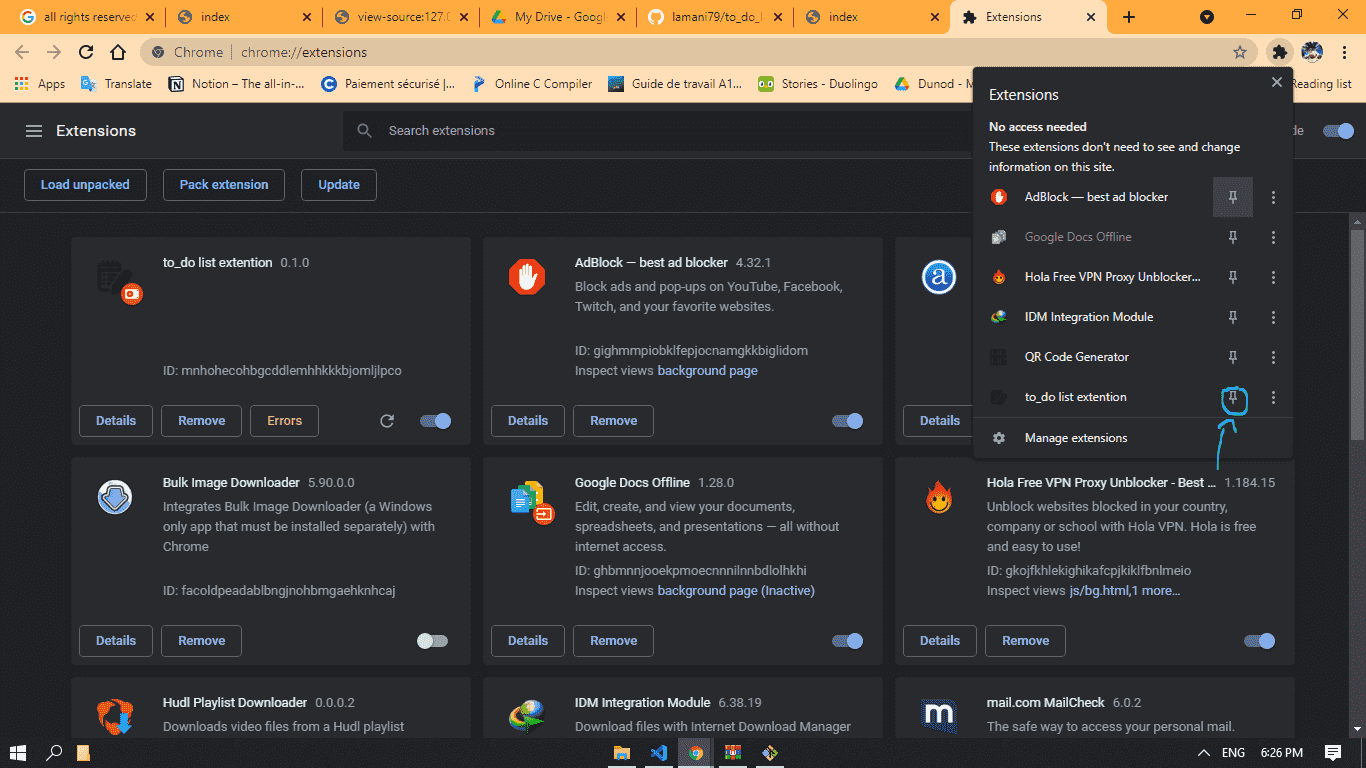 all rights reserved
index
view-source:127.0
My Drive - Googl
lamani79/to_do_l
index
Extensions
Chrome
chrome://extensions
Apps
Translate
Notion – The all-in-...
Paiement sécurisé |...
Online C Compiler
Guide de travail A1...
Stories - Duolingo
Dunod - M
Reading list
Extensions
Search extensions
de
Load unpacked
Pack extension
Update
Extensions
No access needed
These extensions don't need to see and change
information on this site.
AdBlock — best ad blocker
Google Docs Offline
Hola Free VPN Proxy Unblocker...
IDM Integration Module
QR Code Generator
to_do list extention
Manage extensions
to_do list extention 0.1.0
ID: mnhohecohbgcddlemhhkkkbjomljlpco
Details
Remove
Errors
AdBlock — best ad blocker 4.32.1
Block ads and pop-ups on YouTube, Facebook,
Twitch, and your favorite websites.
ID: gighmmpiobklfepjocnamgkkbiglidom
Inspect views background page
Details
Remove
a
Details
Bulk Image Downloader 5.90.0.0
Integrates Bulk Image Downloader (a Windows
only app that must be installed separately) with
Chrome
ID: facoldpeadablbngjnohbmgaehknhcaj
Details
Remove
Google Docs Offline 1.28.0
Edit, create, and view your documents,
spreadsheets, and presentations — all without
internet access.
ID: ghbmnnjooekpmoecnnnilnnbdlolhkhi
Inspect views background page (Inactive)
Details
Remove
Hola Free VPN Proxy Unblocker - Best ... 1.184.15
Unblock websites blocked in your country,
company or school with Hola VPN. Hola is free
and easy to use!
ID: gkojfkhlekighikafcpjkiklfbnlmeio
Inspect views js/bg.html,1 more...
Details
Remove
Hudl Playlist Downloader 0.0.0.2
Downloads video files from a Hudl playlist
IDM Integration Module 6.38.19
Download files with Internet Download Manager
m
mail.com MailCheck 6.0.2
The safe way to access your personal mail.
ENG
6:26 PM